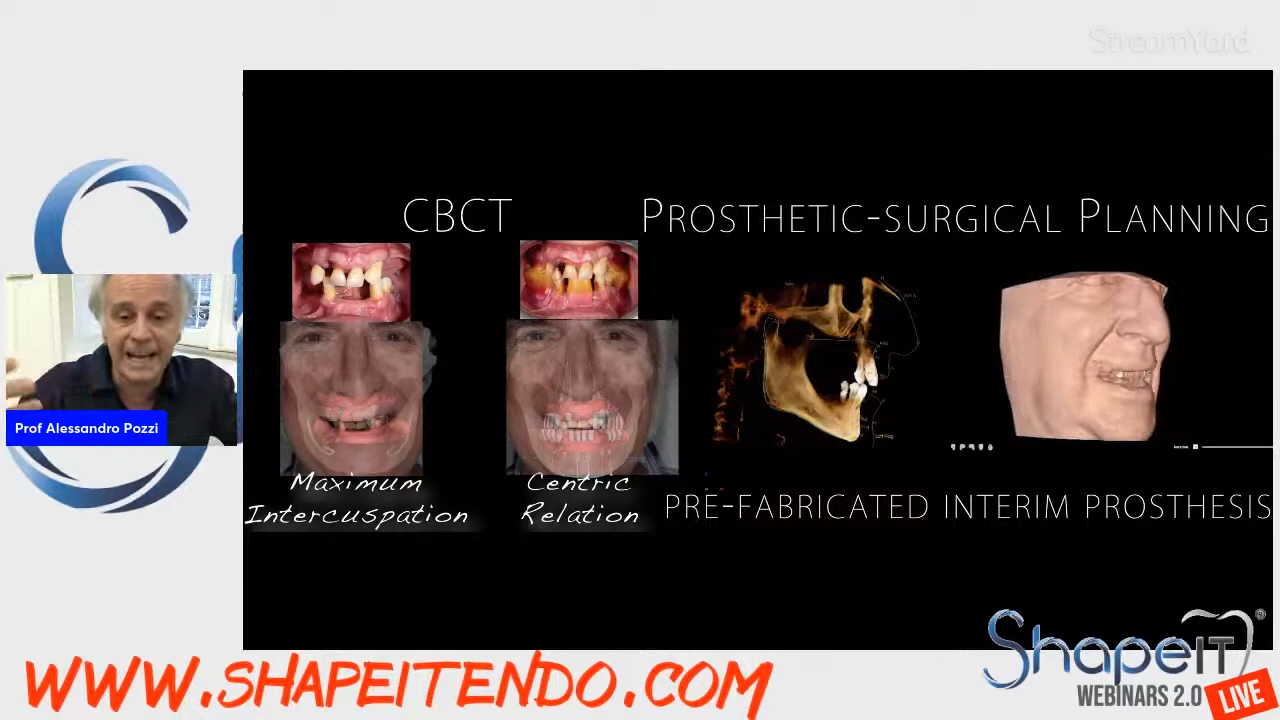 StreamYard
CBCT
PROSTHETIC-SURGICAL PLANNING
Prof Alessandro Pozzi
Maximum
Intercuspation
Centric
Relation
PRE-FABRICATED INTERIM PROSTHESIS
WWW.SHAPEITENDO.COM
ShapeIT®
WEBINARS 2.0
LIVE